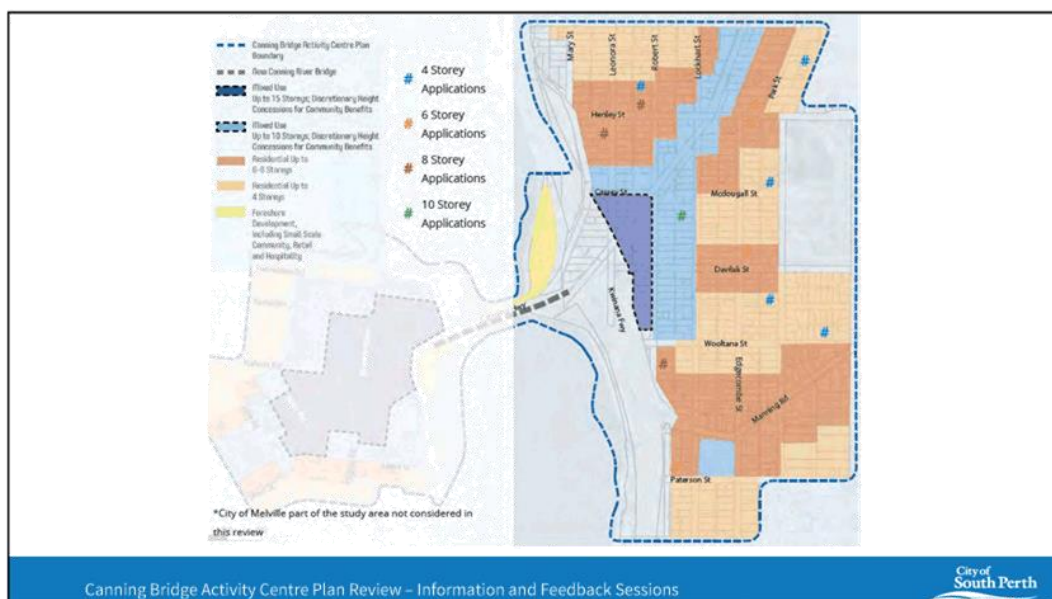 Canning Bridge Activity Centre Plan
Boundary
New Canning River Bridge
Mixed Use
Up to 15 Storeys; Discretionary Height
Concessions for Community Benefits
Mixed Use
Up to 10 Storeys; Discretionary Height
Concessions for Community Benefits
Residential Up to
6-8 Storeys
Residential Up to
4 Storeys
Foreshore
Development,
Including Small Scale
Community, Retail
and Hospitality
# 4 Storey
Applications
# 6 Storey
Applications
# 8 Storey
Applications
# 10 Storey
Applications
Mary St
Leonora St
Robert St
Lockhart St
Park St
#
#
#
Henley St
#
Cassey St
Mcdougall St
#
#
Davilak St
Kwinana Fwy
#
#
Wooltana St
#
Edgecombe St
Manning Rd
Paterson St
*City of Melville part of the study area not considered in
this review
Canning Bridge Activity Centre Plan Review – Information and Feedback Sessions
City of
South Perth